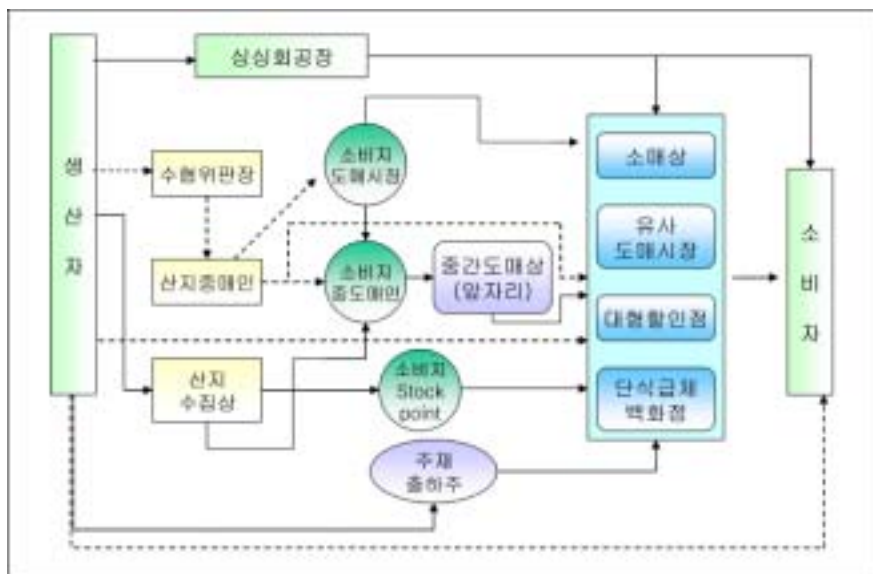 생
산
자
싱싱회공장
수협위판장
산지중매인
산지
수집상
소비지
도매시장
소비지
중도매인
중간도매상
(앞자리)
소비지
Stock
point
주재
출하주
소매상
유사
도매시장
대형할인점
단식급체
백화점
소
비
자